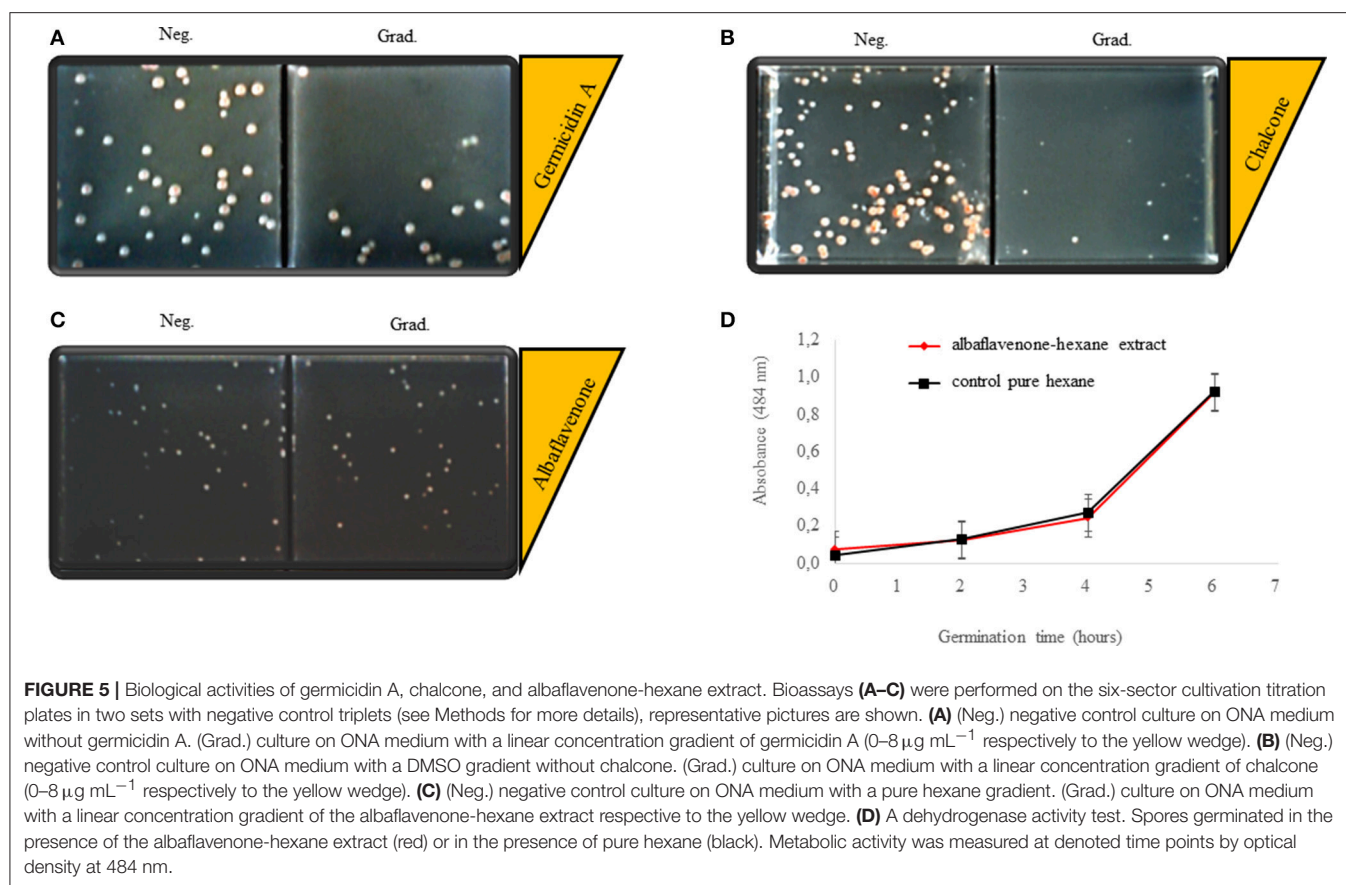 A
Neg.
Grad.
Germicidin A
B
Neg.
Grad.
Chalcone
C
Neg.
Grad.
Albaflavenone
D
albaflavenone-hexane extract
control pure hexane
Absobance (484 nm)
1,2
1,0
0,8
0,6
0,4
0,2
0,0
0 1 2 3 4 5 6 7
Germination time (hours)
FIGURE 5 | Biological activities of germicidin A, chalcone, and albaflavenone-hexane extract. Bioassays (A–C) were performed on the six-sector cultivation titration
plates in two sets with negative control triplets (see Methods for more details), representative pictures are shown. (A) (Neg.) negative control culture on ONA medium
without germicidin A. (Grad.) culture on ONA medium with a linear concentration gradient of germicidin A (0–8 μg mL−1 respectively to the yellow wedge). (B) (Neg.)
negative control culture on ONA medium with a DMSO gradient without chalcone. (Grad.) culture on ONA medium with a linear concentration gradient of chalcone
(0–8 μg mL−1 respectively to the yellow wedge). (C) (Neg.) negative control culture on ONA medium with a pure hexane gradient. (Grad.) culture on ONA medium
with a linear concentration gradient of the albaflavenone-hexane extract respective to the yellow wedge. (D) A dehydrogenase activity test. Spores germinated in the
presence of the albaflavenone-hexane extract (red) or in the presence of pure hexane (black). Metabolic activity was measured at denoted time points by optical
density at 484 nm.